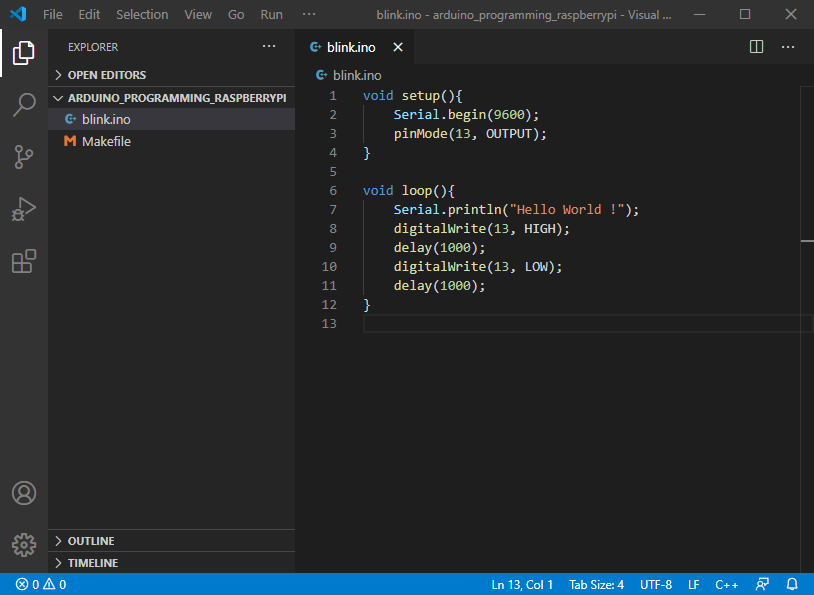 File Edit Selection View Go Run ··· blink.ino - arduino_programming_raspberrypi - Visual ...
EXPLORER ···
OPEN EDITORS
ARDUINO_PROGRAMMING_RASPBERRYPI
blink.ino
M Makefile
OUTLINE
TIMELINE
blink.ino
blink.ino
1 void setup(){
2     Serial.begin(9600);
3     pinMode(13, OUTPUT);
4 }
5
6 void loop(){
7     Serial.println("Hello World !");
8     digitalWrite(13, HIGH);
9     delay(1000);
10     digitalWrite(13, LOW);
11     delay(1000);
12 }
13
0 0 Ln 13, Col 1 Tab Size: 4 UTF-8 LF C++